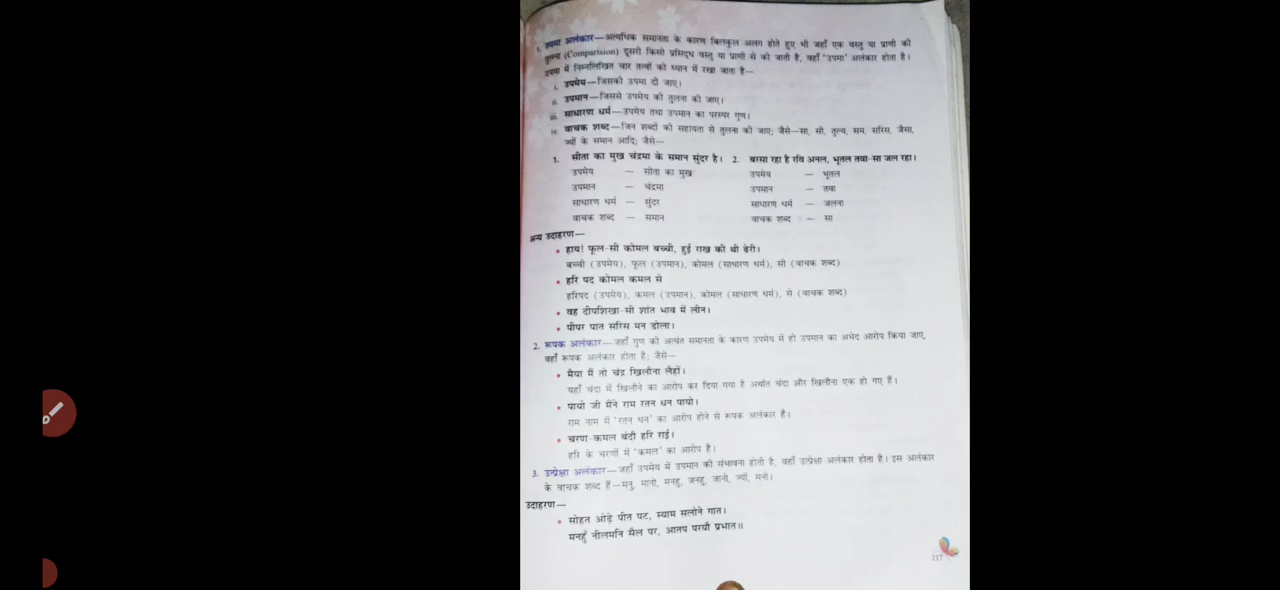 1. उपमा अलंकार—अत्यधिक समानता के कारण बिलकुल अलग होते हुए भी जहाँ एक वस्तु या प्राणी की
तुलना (Comparision) दूसरी किसी प्रसिद्ध वस्तु या प्राणी से की जाती है, वहाँ 'उपमा' अलंकार होता है।
उपमा में निम्नलिखित चार तत्वों को ध्यान में रखा जाता है—
i. उपमेय—जिसको उपमा दी जाए।
ii. उपमान—जिससे उपमेय की तुलना की जाए।
iii. साधारण धर्म—उपमेय तथा उपमान का परस्पर गुण।
iv. वाचक शब्द—जिन शब्दों की सहायता से तुलना की जाए; जैसे—सा, सी, तुल्य, सम, सरिस, जैसा,
ज्यों के समान आदि; जैसे—
1. सीता का मुख चंद्रमा के समान सुंदर है। 2. बरसा रहा है रवि अनल, भूतल तवा-सा जल रहा।
उपमेय — सीता का मुख उपमेय — भूतल
उपमान — चंद्रमा उपमान — तवा
साधारण धर्म — सुंदर साधारण धर्म — जलना
वाचक शब्द — समान वाचक शब्द — सा
अन्य उदाहरण—
• हाय! फूल-सी कोमल बच्ची, हुई राख की थी ढेरी।
बच्ची (उपमेय), फूल (उपमान), कोमल (साधारण धर्म), सी (वाचक शब्द)
• हरि पद कोमल कमल से
हरिपद (उपमेय), कमल (उपमान), कोमल (साधारण धर्म), से (वाचक शब्द)
• वह दीपशिखा-सी शांत भाव में लीन।
• पीपर पात सरिस मन डोला।
2. रूपक अलंकार—जहाँ गुण की अत्यंत समानता के कारण उपमेय में ही उपमान का अभेद आरोप किया जाए,
वहाँ रूपक अलंकार होता है; जैसे—
• मैया मैं तो चंद्र खिलौना लैहों।
यहाँ चंदा में खिलौने का आरोप कर दिया गया है अर्थात चंदा और खिलौना एक हो गए हैं।
• पायो जी मैंने राम रतन धन पायो।
राम नाम में 'रतन धन' का आरोप होने से रूपक अलंकार है।
• चरण-कमल बंदौ हरि राई।
हरि के चरणों में 'कमल' का आरोप है।
3. उत्प्रेक्षा अलंकार—जहाँ उपमेय में उपमान की संभावना होती है, वहाँ उत्प्रेक्षा अलंकार होता है। इस अलंकार
के वाचक शब्द हैं—मनु, मानो, मनहु, जनहु, जानो, ज्यों, मनो।
उदाहरण—
• सोहत ओढ़े पीत पट, स्याम सलोने गात।
मनहुँ नीलमनि सैल पर, आतप परयौ प्रभात॥
217